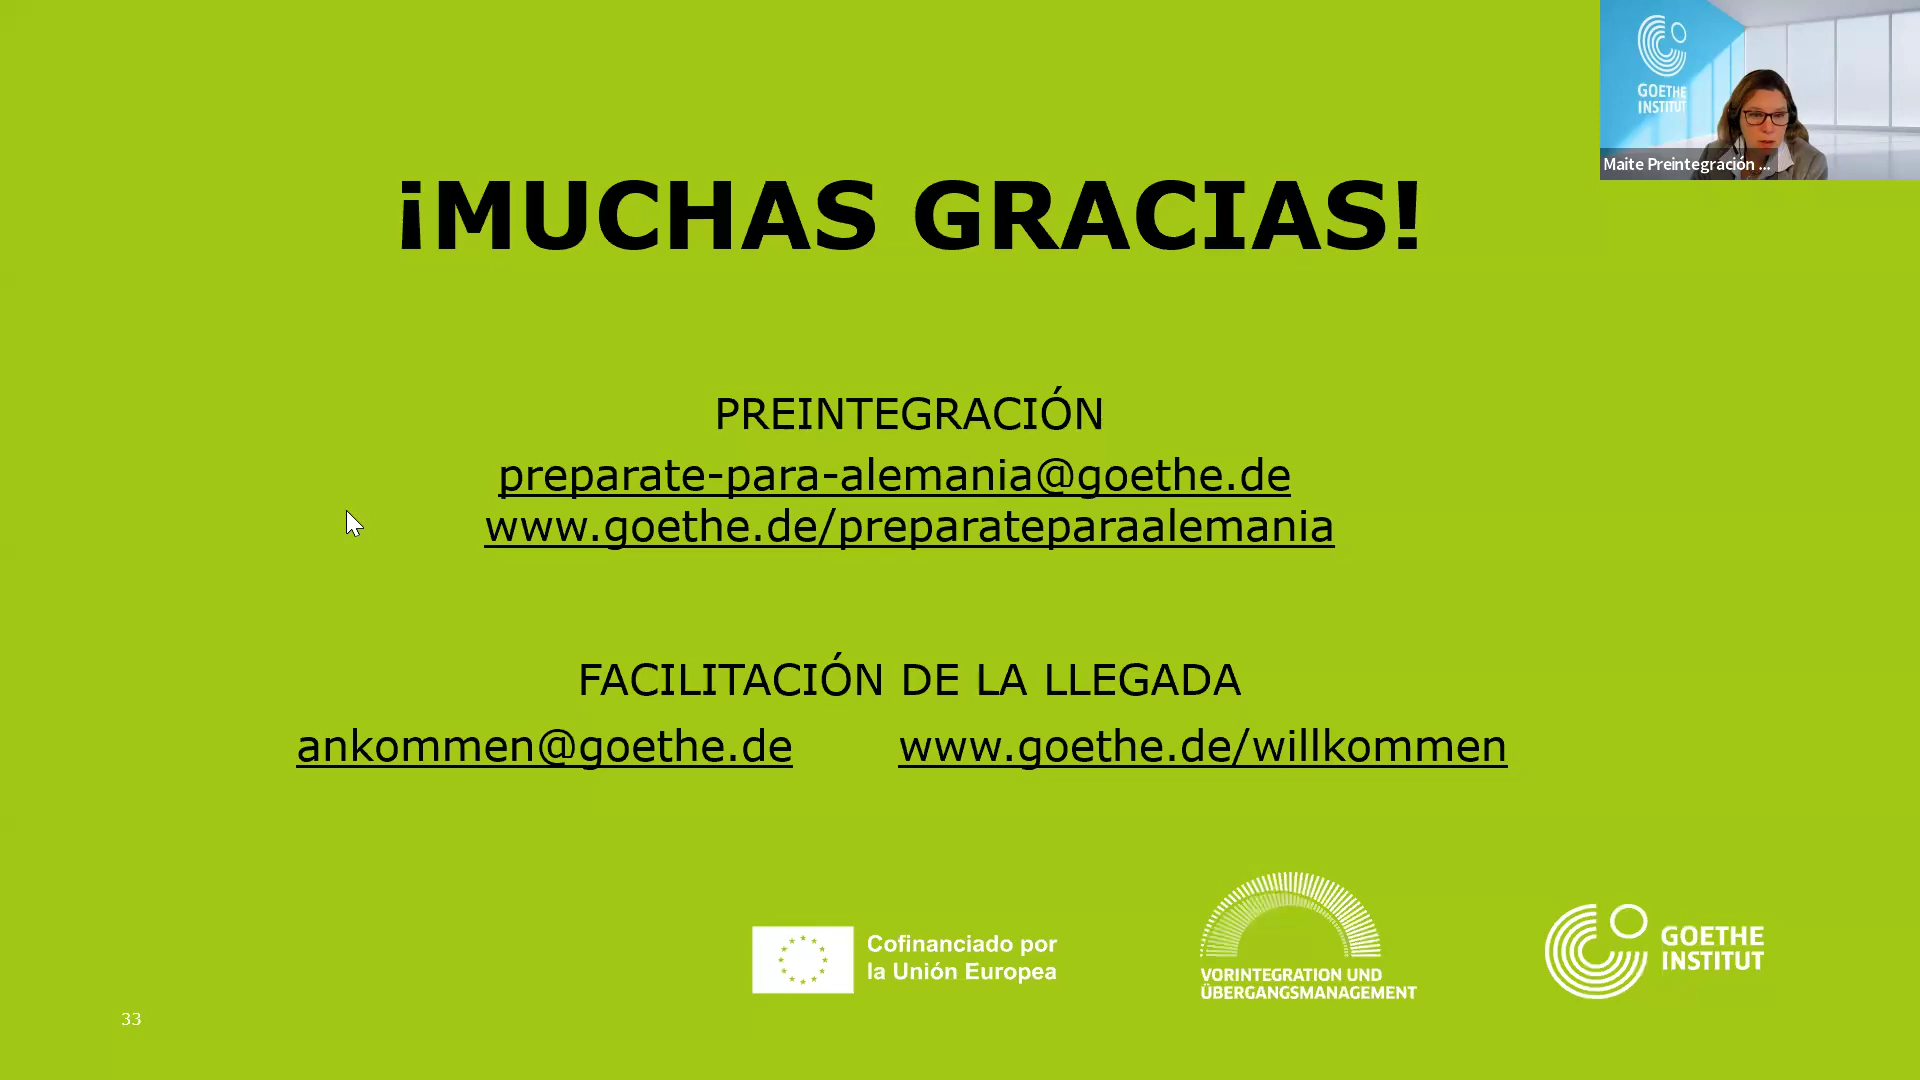 GOETHE
INSTITUT
Maite Preintegración ...
¡MUCHAS GRACIAS!
PREINTEGRACIÓN
preparate-para-alemania@goethe.de
www.goethe.de/preparateparaalemania
FACILITACIÓN DE LA LLEGADA
ankommen@goethe.de www.goethe.de/willkommen
Cofinanciado por
la Unión Europea
VORINTEGRATION UND
ÜBERGANGSMANAGEMENT
GOETHE
INSTITUT
33